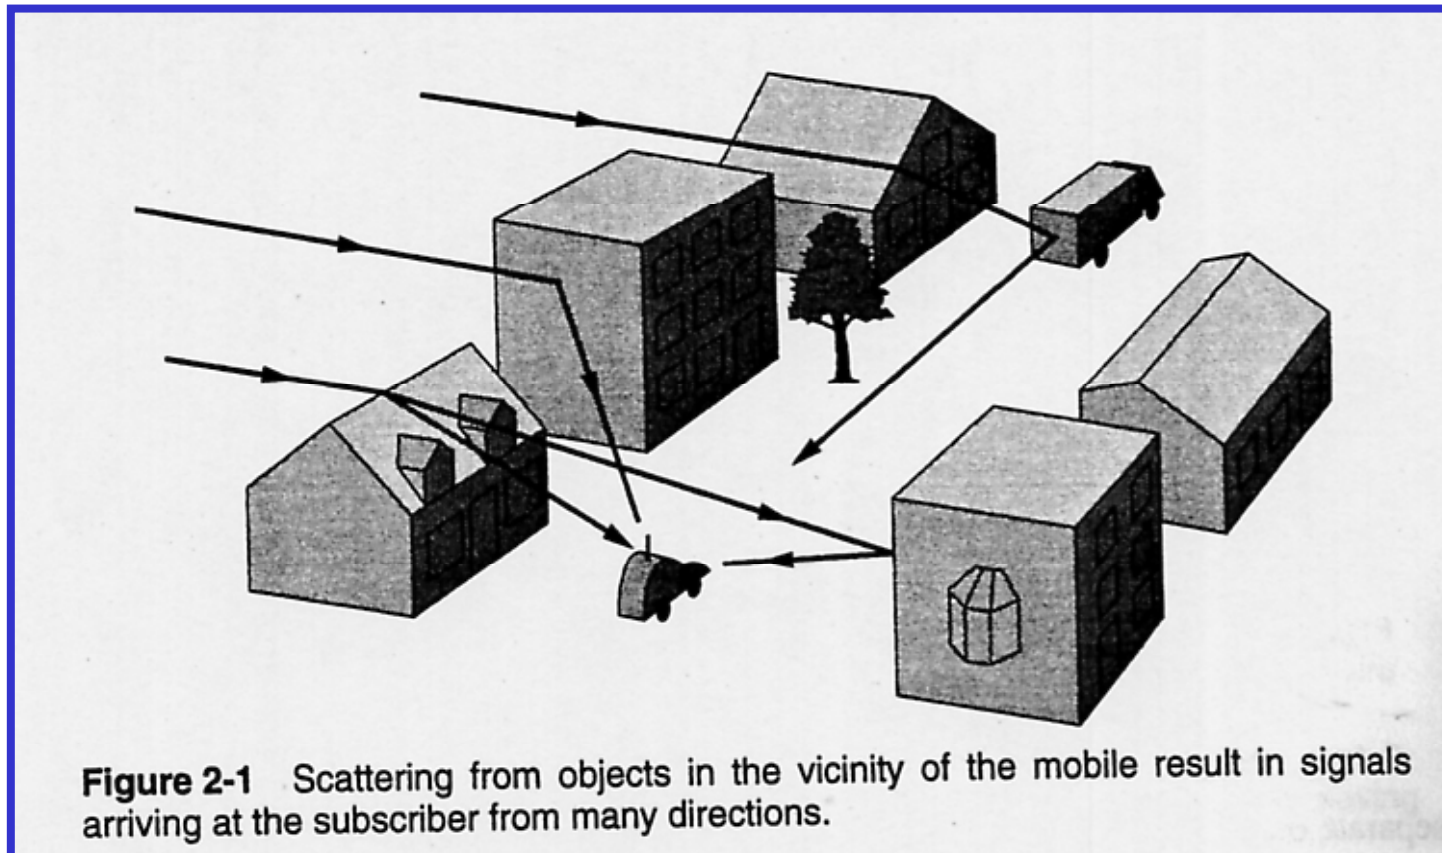 Figure 2-1 Scattering from objects in the vicinity of the mobile result in signals
arriving at the subscriber from many directions.